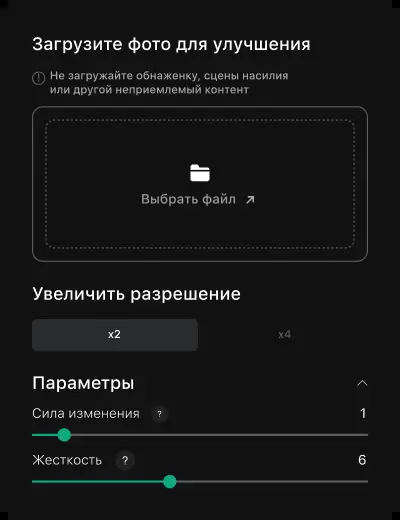 Загрузите фото для улучшения
Не загружайте обнаженку, сцены насилия
или другой неприемлемый контент
Выбрать файл ↗
Увеличить разрешение
x2 x4
Параметры
Сила изменения ? 1
Жесткость ? 6